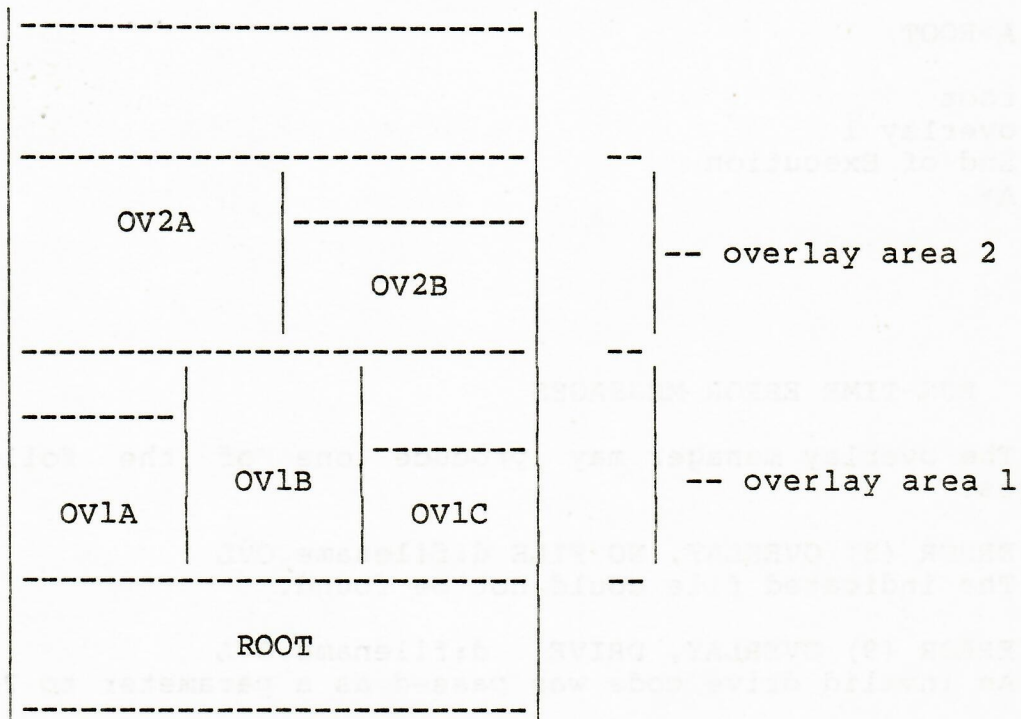 OV2A
-- overlay area 2
OV2B
OV1B
-- overlay area 1
OV1A
OV1C
ROOT